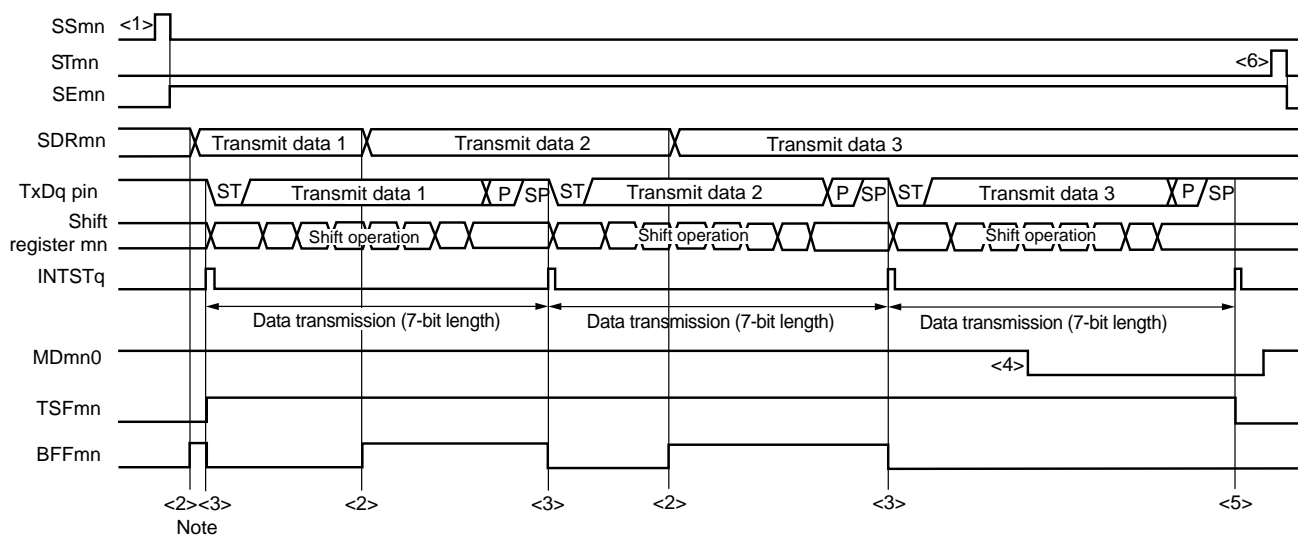 SSmn <1>
STmn <6>
SEmn
SDRmn Transmit data 1 Transmit data 2 Transmit data 3
TxDq pin ST Transmit data 1 P SP ST Transmit data 2 P SP ST Transmit data 3 P SP
Shift
register mn Shift operation Shift operation Shift operation
INTSTq
Data transmission (7-bit length) Data transmission (7-bit length) Data transmission (7-bit length)
MDmn0 <4>
TSFmn
BFFmn
<2> <3> <2> <3> <2> <3> <5>
Note